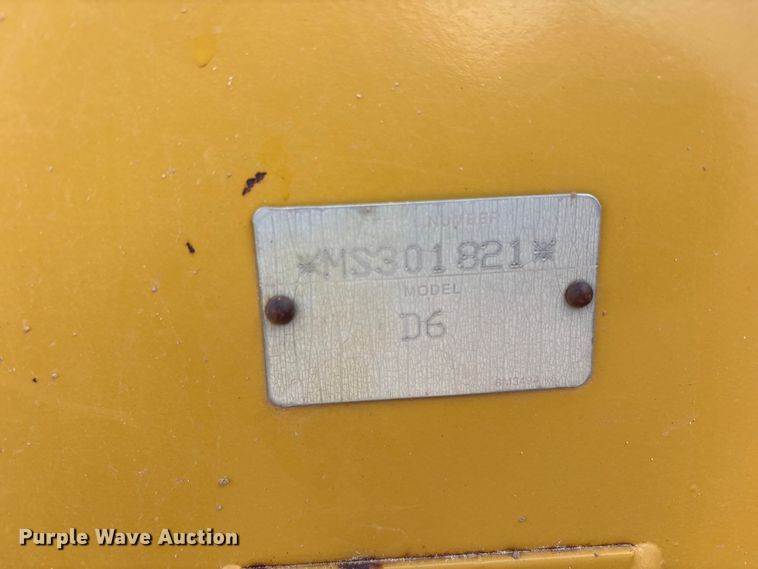 NUMBER
*MS301821*
MODEL
D6
Purple Wave Auction